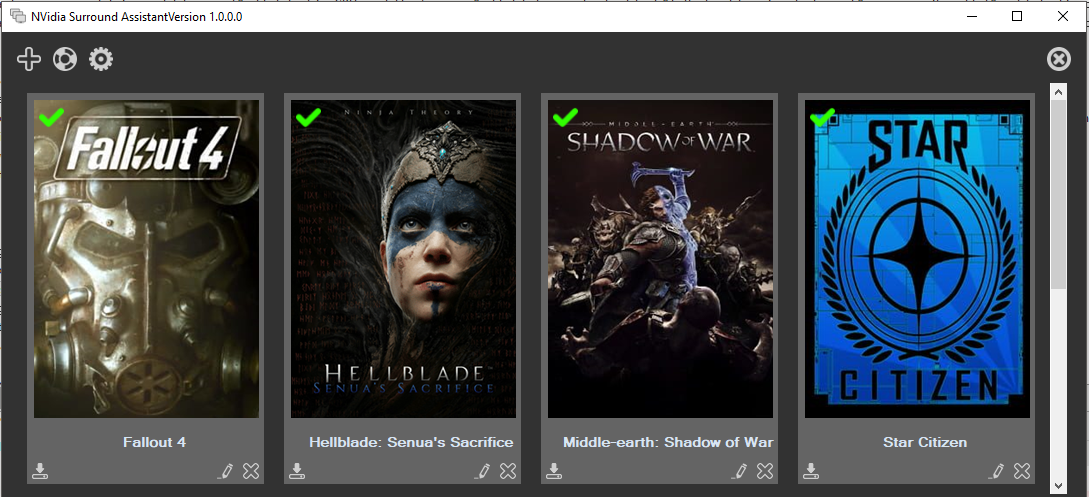 NVidia Surround AssistantVersion 1.0.0.0
Fallout 4
NINJA THEORY
HELLBLADE
SENUA'S SACRIFICE
MIDDLE-EARTH
SHADOW OF WAR
STAR
CITIZEN
Fallout 4
Hellblade: Senua's Sacrifice
Middle-earth: Shadow of War
Star Citizen